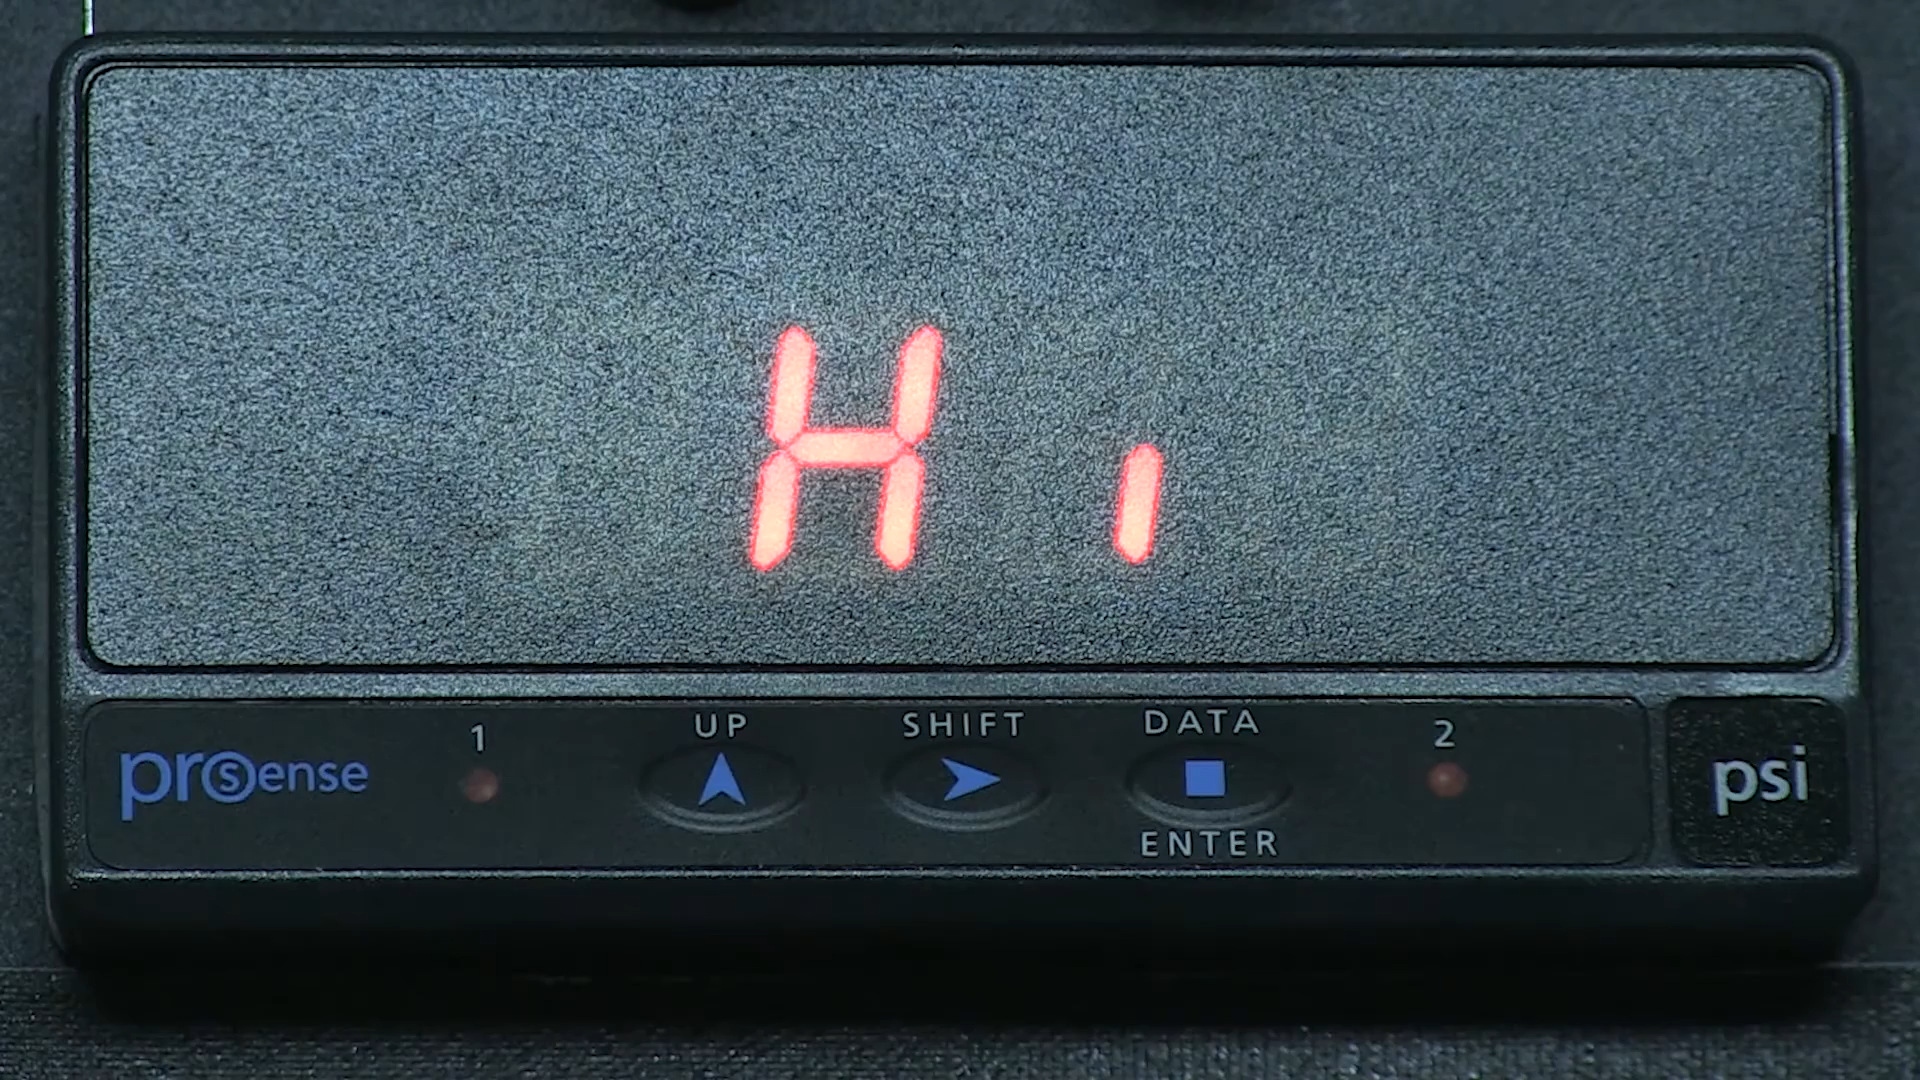 Hi
prosense
1
UP
SHIFT
DATA
ENTER
2
psi